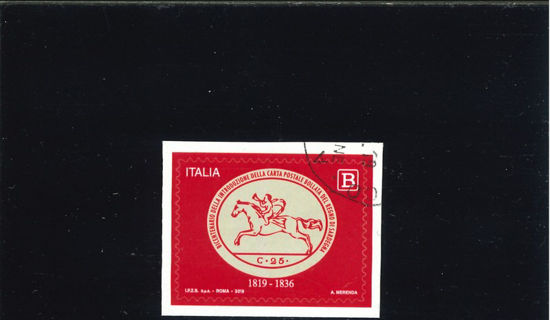 ITALIA
B
BICENTENARIO DELLA INTRODUZIONE DELLA CARTA POSTALE BOLLATA DEL REGNO DI SARDEGNA
C · 25 ·
1819 - 1836
I.P.Z.S. S.p.A. - ROMA - 2019
A. MERENDA